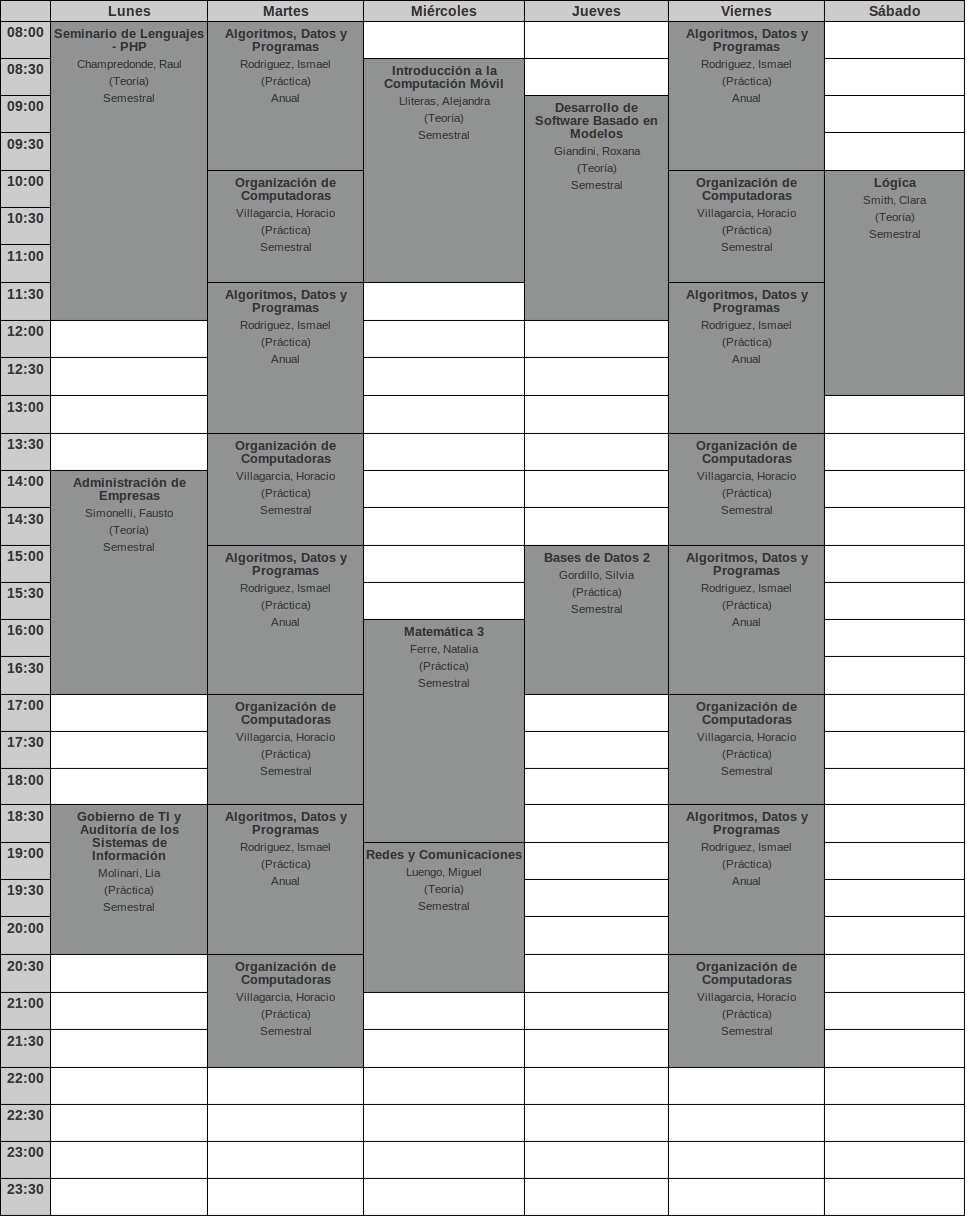 Lunes Martes Miércoles Jueves Viernes Sábado
08:00
Seminario de Lenguajes
- PHP
Champredonde, Raul
(Teoría)
Semestral
Algoritmos, Datos y
Programas
Rodriguez, Ismael
(Práctica)
Anual
Algoritmos, Datos y
Programas
Rodriguez, Ismael
(Práctica)
Anual
08:30
Introducción a la
Computación Móvil
Lliteras, Alejandra
(Teoría)
Semestral
09:00
Desarrollo de
Software Basado en
Modelos
Giandini, Roxana
(Teoría)
Semestral
09:30
10:00
Organización de
Computadoras
Villagarcia, Horacio
(Práctica)
Semestral
Organización de
Computadoras
Villagarcia, Horacio
(Práctica)
Semestral
Lógica
Smith, Clara
(Teoría)
Semestral
10:30
11:00
11:30
Algoritmos, Datos y
Programas
Rodriguez, Ismael
(Práctica)
Anual
Algoritmos, Datos y
Programas
Rodriguez, Ismael
(Práctica)
Anual
12:00
12:30
13:00
13:30
Organización de
Computadoras
Villagarcia, Horacio
(Práctica)
Semestral
Organización de
Computadoras
Villagarcia, Horacio
(Práctica)
Semestral
14:00
Administración de
Empresas
Simonelli, Fausto
(Teoría)
Semestral
14:30
15:00
Algoritmos, Datos y
Programas
Rodriguez, Ismael
(Práctica)
Anual
Bases de Datos 2
Gordillo, Silvia
(Práctica)
Semestral
Algoritmos, Datos y
Programas
Rodriguez, Ismael
(Práctica)
Anual
15:30
16:00
Matemática 3
Ferre, Natalia
(Práctica)
Semestral
16:30
17:00
Organización de
Computadoras
Villagarcia, Horacio
(Práctica)
Semestral
Organización de
Computadoras
Villagarcia, Horacio
(Práctica)
Semestral
17:30
18:00
18:30
Gobierno de TI y
Auditoría de los
Sistemas de
Información
Molinari, Lia
(Práctica)
Semestral
Algoritmos, Datos y
Programas
Rodriguez, Ismael
(Práctica)
Anual
Algoritmos, Datos y
Programas
Rodriguez, Ismael
(Práctica)
Anual
19:00
Redes y Comunicaciones
Luengo, Miguel
(Teoría)
Semestral
19:30
20:00
20:30
Organización de
Computadoras
Villagarcia, Horacio
(Práctica)
Semestral
Organización de
Computadoras
Villagarcia, Horacio
(Práctica)
Semestral
21:00
21:30
22:00
22:30
23:00
23:30